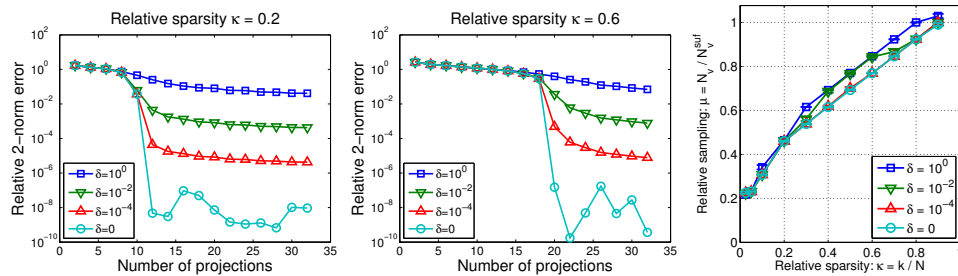 Relative sparsity κ = 0.2
Relative 2−norm error
10^2
10^0
10^−2
10^−4
10^−6
10^−8
10^−10
δ=10^0
δ=10^−2
δ=10^−4
δ=0
0 5 10 15 20 25 30 35
Number of projections
Relative sparsity κ = 0.6
Relative 2−norm error
10^2
10^0
10^−2
10^−4
10^−6
10^−8
10^−10
δ=10^0
δ=10^−2
δ=10^−4
δ=0
0 5 10 15 20 25 30 35
Number of projections
Relative sampling: μ = N_v / N^suf
1
0.8
0.6
0.4
0.2
0
δ = 10^0
δ = 10^−2
δ = 10^−4
δ = 0
0 0.2 0.4 0.6 0.8 1
Relative sparsity: κ = k / N